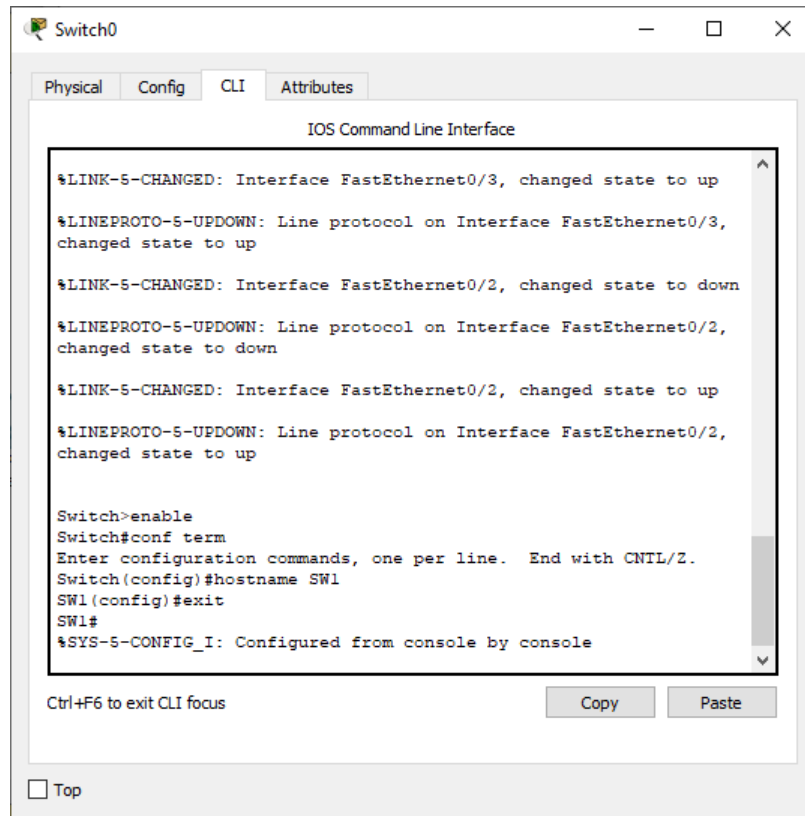 Switch0
Physical Config CLI Attributes
IOS Command Line Interface
%LINK-5-CHANGED: Interface FastEthernet0/3, changed state to up
%LINEPROTO-5-UPDOWN: Line protocol on Interface FastEthernet0/3,
changed state to up
%LINK-5-CHANGED: Interface FastEthernet0/2, changed state to down
%LINEPROTO-5-UPDOWN: Line protocol on Interface FastEthernet0/2,
changed state to down
%LINK-5-CHANGED: Interface FastEthernet0/2, changed state to up
%LINEPROTO-5-UPDOWN: Line protocol on Interface FastEthernet0/2,
changed state to up
Switch>enable
Switch#conf term
Enter configuration commands, one per line.  End with CNTL/Z.
Switch(config)#hostname SW1
SW1(config)#exit
SW1#
%SYS-5-CONFIG_I: Configured from console by console
Ctrl+F6 to exit CLI focus Copy Paste
Top